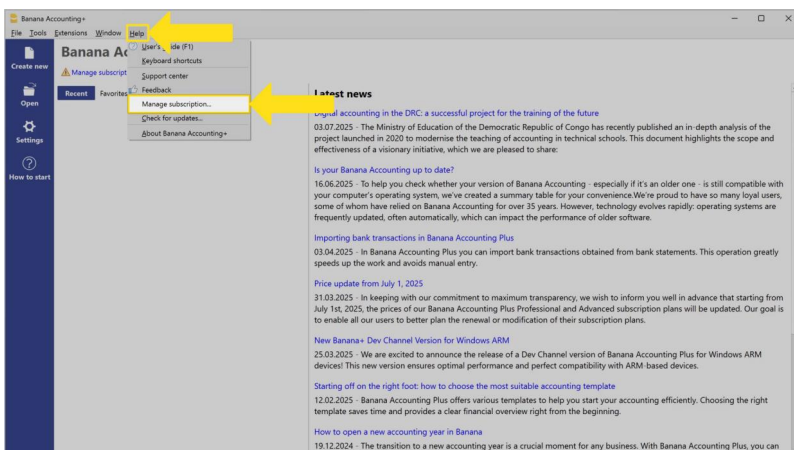 Banana Accounting+
File Tools Extensions Window Help
Create new
Open
Settings
How to start
Banana Ac
Manage subscript
Recent Favorites
User's guide (F1)
Keyboard shortcuts
Support center
Feedback
Manage subscription...
Check for updates...
About Banana Accounting+
Latest news
Digital accounting in the DRC: a successful project for the training of the future
03.07.2025 - The Ministry of Education of the Democratic Republic of Congo has recently published an in-depth analysis of the
project launched in 2020 to modernise the teaching of accounting in technical schools. This document highlights the scope and
effectiveness of a visionary initiative, which we are pleased to share:
Is your Banana Accounting up to date?
16.06.2025 - To help you check whether your version of Banana Accounting - especially if it's an older one - is still compatible with
your computer's operating system, we've created a summary table for your convenience.We're proud to have so many loyal users,
some of whom have relied on Banana Accounting for over 35 years. However, technology evolves rapidly: operating systems are
frequently updated, often automatically, which can impact the performance of older software.
Importing bank transactions in Banana Accounting Plus
03.04.2025 - In Banana Accounting Plus you can import bank transactions obtained from bank statements. This operation greatly
speeds up the work and avoids manual entry.
Price update from July 1, 2025
31.03.2025 - In keeping with our commitment to maximum transparency, we wish to inform you well in advance that starting from
July 1st, 2025, the prices of our Banana Accounting Plus Professional and Advanced subscription plans will be updated. Our goal is
to enable all our users to better plan the renewal or modification of their subscription plans.
New Banana+ Dev Channel Version for Windows ARM
25.03.2025 - We are excited to announce the release of a Dev Channel version of Banana Accounting Plus for Windows ARM
devices! This new version ensures optimal performance and perfect compatibility with ARM-based devices.
Starting off on the right foot: how to choose the most suitable accounting template
12.02.2025 - Banana Accounting Plus offers various templates to help you start your accounting efficiently. Choosing the right
template saves time and provides a clear financial overview right from the beginning.
How to open a new accounting year in Banana
19.12.2024 - The transition to a new accounting year is a crucial moment for any business. With Banana Accounting Plus, you can